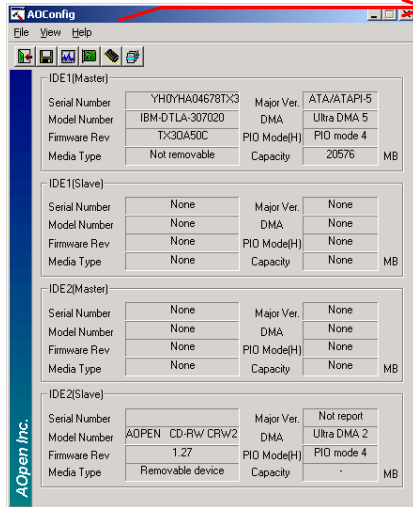 AOConfig
File View Help
IDE1(Master)
Serial Number YH0YHA04678TX3 Major Ver. ATA/ATAPI-5
Model Number IBM-DTLA-307020 DMA Ultra DMA 5
Firmware Rev TX3OA50C PIO Mode(H) PIO mode 4
Media Type Not removable Capacity 20576 MB
IDE1(Slave)
Serial Number None Major Ver. None
Model Number None DMA None
Firmware Rev None PIO Mode(H) None
Media Type None Capacity None MB
IDE2(Master)
Serial Number None Major Ver. None
Model Number None DMA None
Firmware Rev None PIO Mode(H) None
Media Type None Capacity None MB
IDE2(Slave)
Serial Number Major Ver. Not report
Model Number AOPEN CD-RW CRW2 DMA Ultra DMA 2
Firmware Rev 1.27 PIO Mode(H) PIO mode 4
Media Type Removable device Capacity - MB
AOpen Inc.